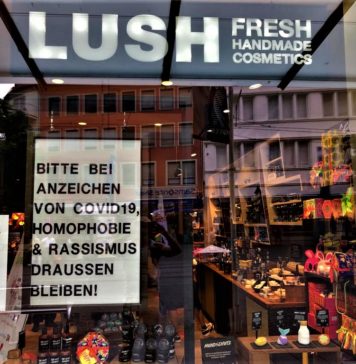 LUSH
FRESH
HANDMADE
COSMETICS
BITTE BEI
ANZEICHEN
VON COVID19,
HOMOPHOBIE
& RASSISMUS
DRAUSSEN
BLEIBEN!